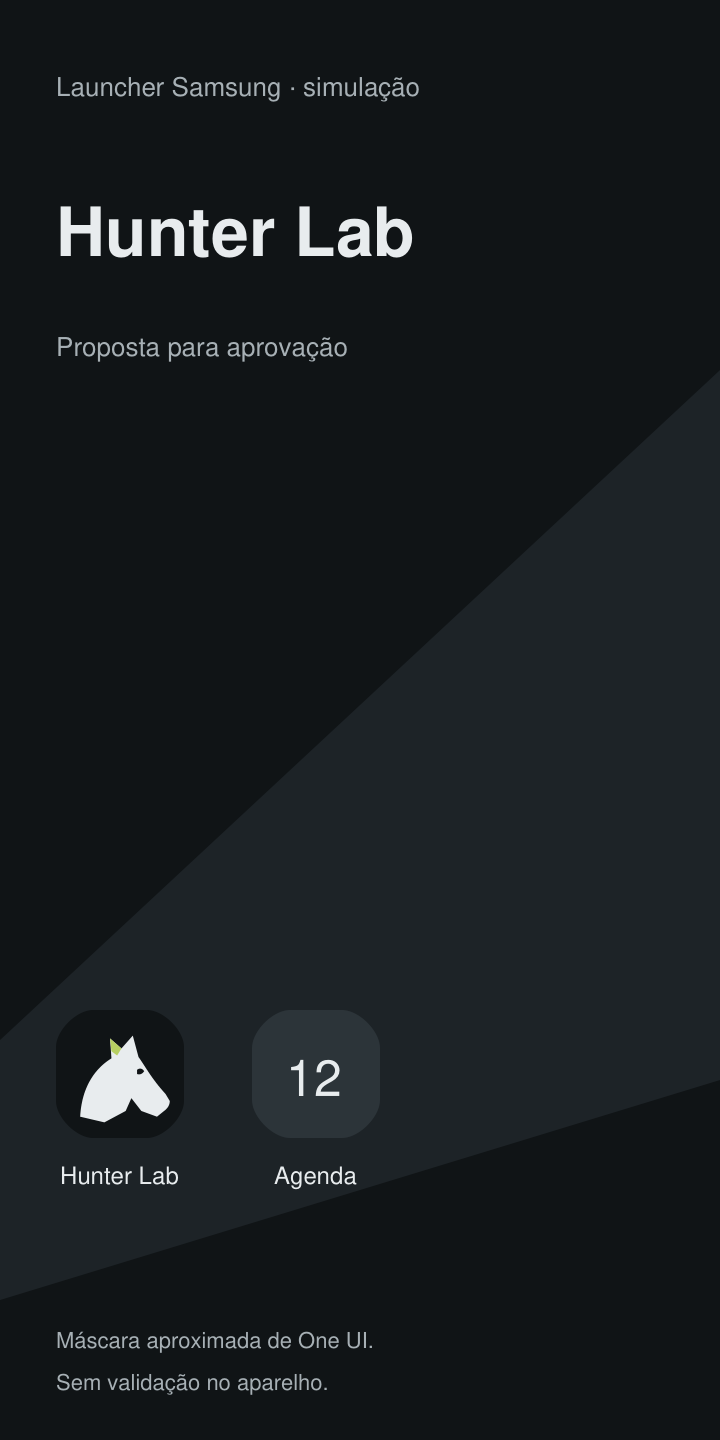 Launcher Samsung · simulação
Hunter Lab
Proposta para aprovação
12
Hunter Lab
Agenda
Máscara aproximada de One UI.
Sem validação no aparelho.